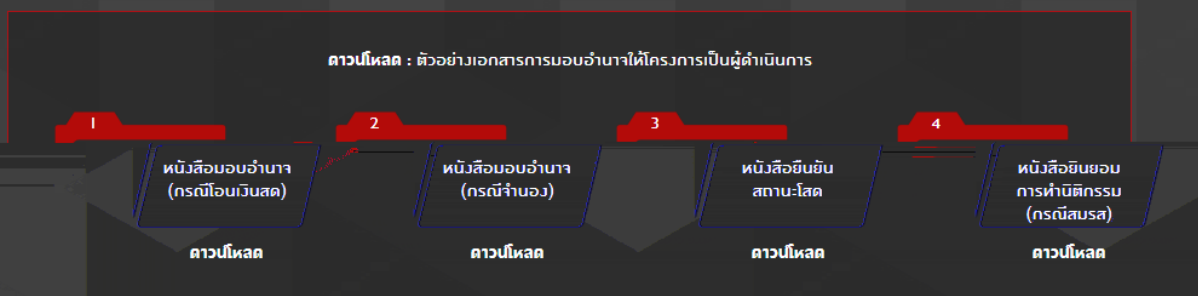 ดาวน์โหลด : ตัวอย่างเอกสารการมอบอำนาจให้โครงการเป็นผู้ดำเนินการ
1
2
3
4
หนังสือมอบอำนาจ
(กรณีโอนเงินสด)
หนังสือมอบอำนาจ
(กรณีจำนอง)
หนังสือยืนยัน
สถานะโสด
หนังสือยินยอม
การทำนิติกรรม
(กรณีสมรส)
ดาวน์โหลด
ดาวน์โหลด
ดาวน์โหลด
ดาวน์โหลด